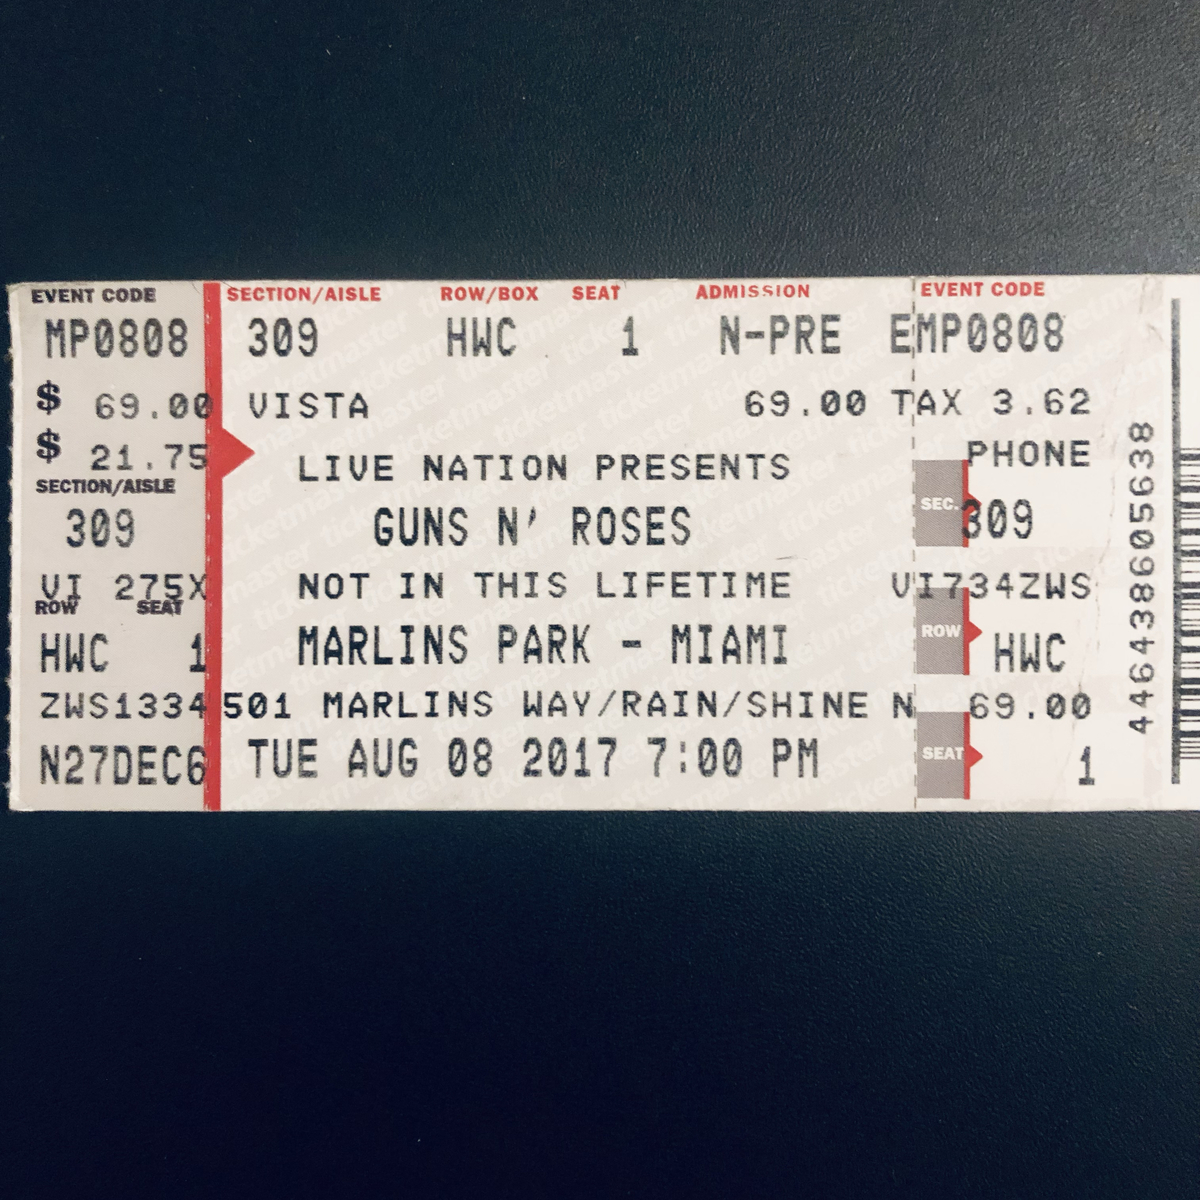 EVENT CODE SECTION/AISLE ROW/BOX SEAT ADMISSION EVENT CODE
MP0808 309 HWC 1 N-PRE EMP0808
$ 69.00 VISTA 69.00 TAX 3.62
$ 21.75 LIVE NATION PRESENTS PHONE
SECTION/AISLE
309 GUNS N' ROSES SEC. 309
VI 275X NOT IN THIS LIFETIME VI734ZWS
ROW SEAT
HWC 1 MARLINS PARK - MIAMI ROW HWC
ZWS1334 501 MARLINS WAY/RAIN/SHINE N 69.00
N27DEC6 TUE AUG 08 2017 7:00 PM SEAT 1
446438605638
ticketmaster